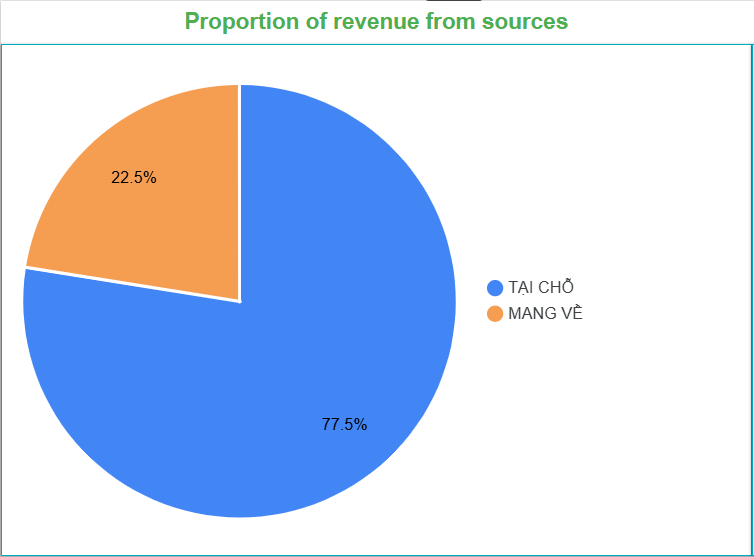 Proportion of revenue from sources
22.5%
TẠI CHỖ
MANG VỀ
77.5%